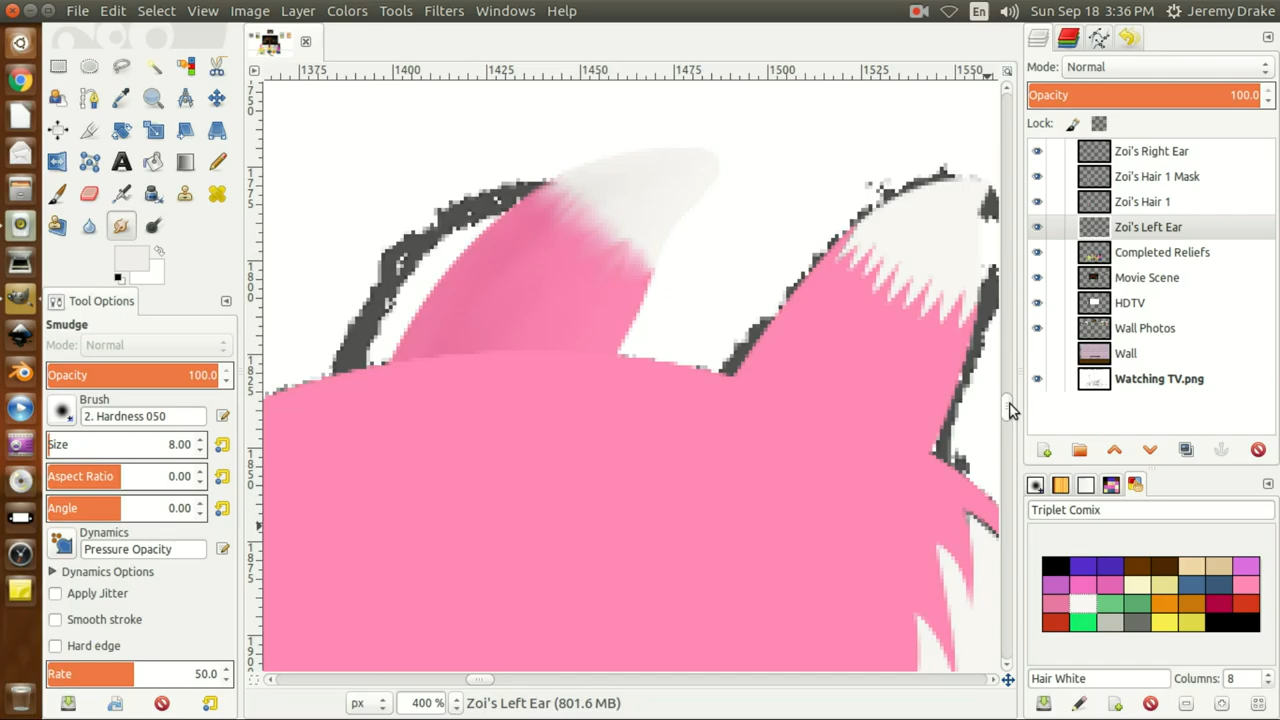 File Edit Select View Image Layer Colors Tools Filters Windows Help
En Sun Sep 18 3:36 PM Jeremy Drake
1375 1400 1425 1450 1475 1500 1525 1550
Mode: Normal
Opacity 100.0
Lock:
Zoi's Right Ear
Zoi's Hair 1 Mask
Zoi's Hair 1
Zoi's Left Ear
Completed Reliefs
Movie Scene
HDTV
Wall Photos
Wall
Watching TV.png
Tool Options
Smudge
Mode: Normal
Opacity 100.0
Brush
2. Hardness 050
Size 8.00
Aspect Ratio 0.00
Angle 0.00
Dynamics
Pressure Opacity
Dynamics Options
Apply Jitter
Smooth stroke
Hard edge
Rate 50.0
Triplet Comix
Hair White Columns: 8
px 400 % Zoi's Left Ear (801.6 MB)